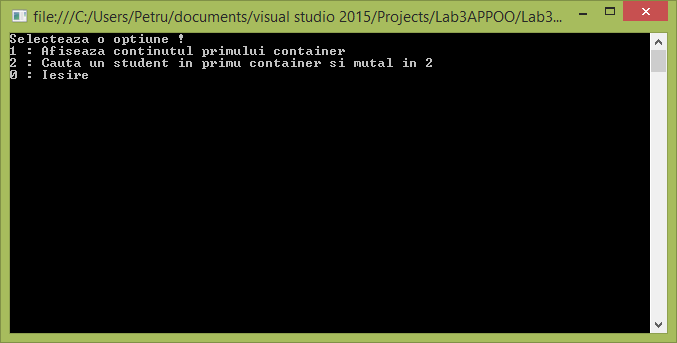 file:///C:/Users/Petru/documents/visual studio 2015/Projects/Lab3APPOO/Lab3...
Selecteaza o optiune !
1 : Afiseaza continutul primului container
2 : Cauta un student in primu container si mutal in 2
0 : Iesire